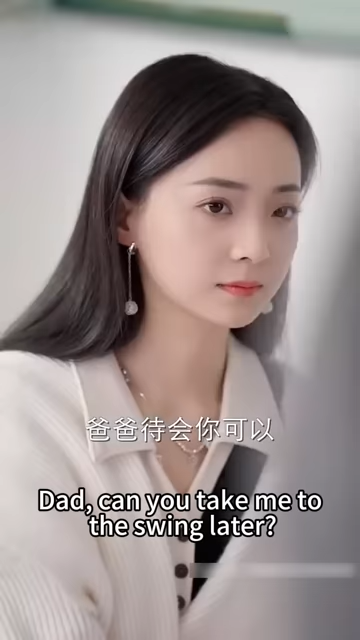 爸爸待会你可以
Dad, can you take me to
the swing later?